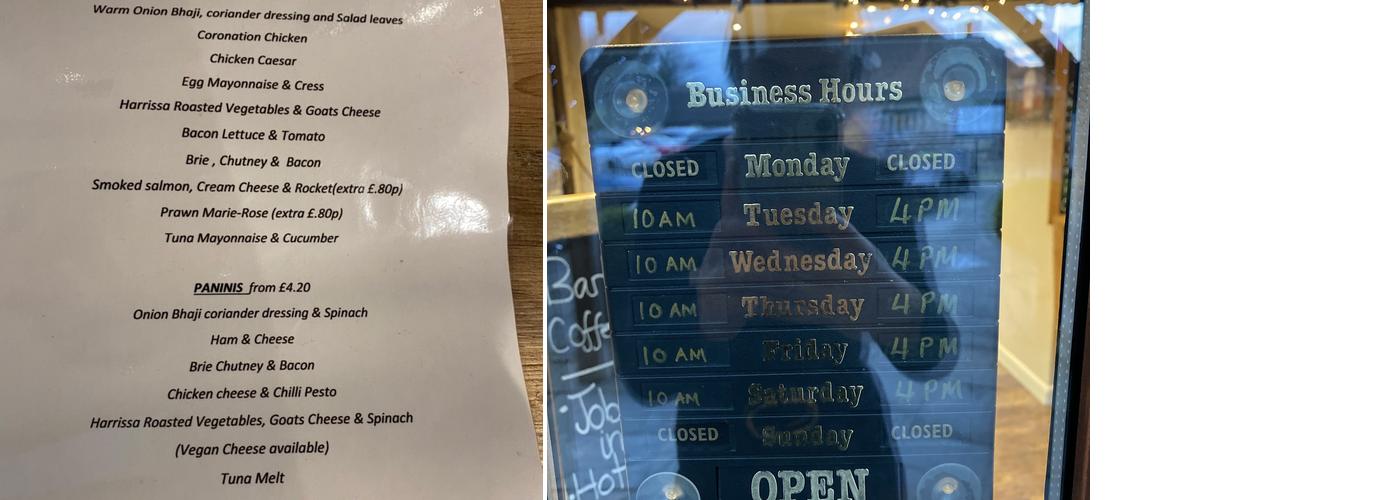 Warm Onion Bhaji, coriander dressing and Salad leaves
Coronation Chicken
Chicken Caesar
Egg Mayonnaise & Cress
Harrissa Roasted Vegetables & Goats Cheese
Bacon Lettuce & Tomato
Brie , Chutney & Bacon
Smoked salmon, Cream Cheese & Rocket(extra £.80p)
Prawn Marie-Rose (extra £.80p)
Tuna Mayonnaise & Cucumber
PANINIS from £4.20
Onion Bhaji coriander dressing & Spinach
Ham & Cheese
Brie Chutney & Bacon
Chicken cheese & Chilli Pesto
Harrissa Roasted Vegetables, Goats Cheese & Spinach
(Vegan Cheese available)
Tuna Melt
Business Hours
CLOSED Monday CLOSED
10 AM Tuesday 4 PM
10 AM Wednesday 4 PM
10 AM Thursday 4 PM
10 AM Friday 4 PM
10 AM Saturday 4 PM
CLOSED Sunday CLOSED
OPEN